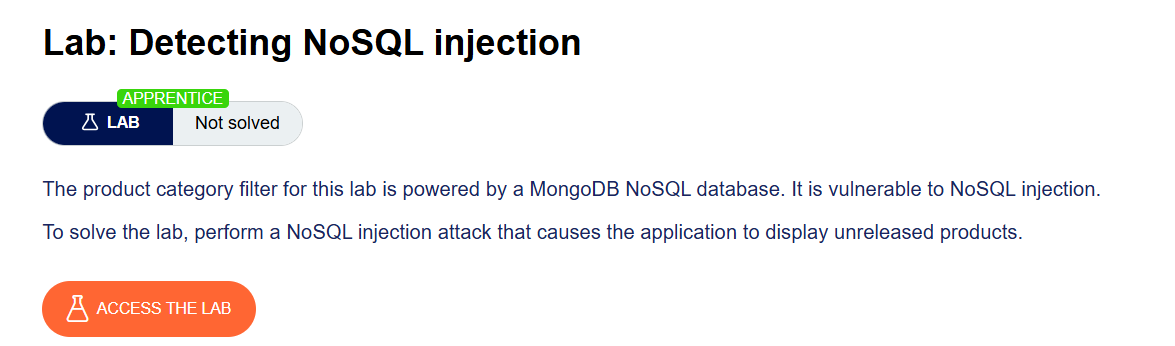 Lab: Detecting NoSQL injection
APPRENTICE
LAB Not solved
The product category filter for this lab is powered by a MongoDB NoSQL database. It is vulnerable to NoSQL injection.
To solve the lab, perform a NoSQL injection attack that causes the application to display unreleased products.
ACCESS THE LAB